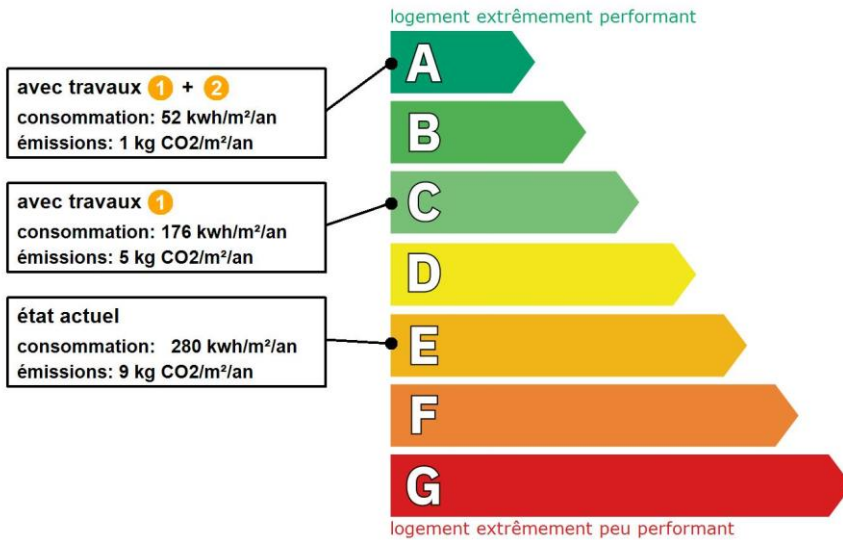 logement extrêmement performant
avec travaux 1 + 2
consommation: 52 kwh/m²/an
émissions: 1 kg CO2/m²/an
avec travaux 1
consommation: 176 kwh/m²/an
émissions: 5 kg CO2/m²/an
état actuel
consommation: 280 kwh/m²/an
émissions: 9 kg CO2/m²/an
A
B
C
D
E
F
G
logement extrêmement peu performant